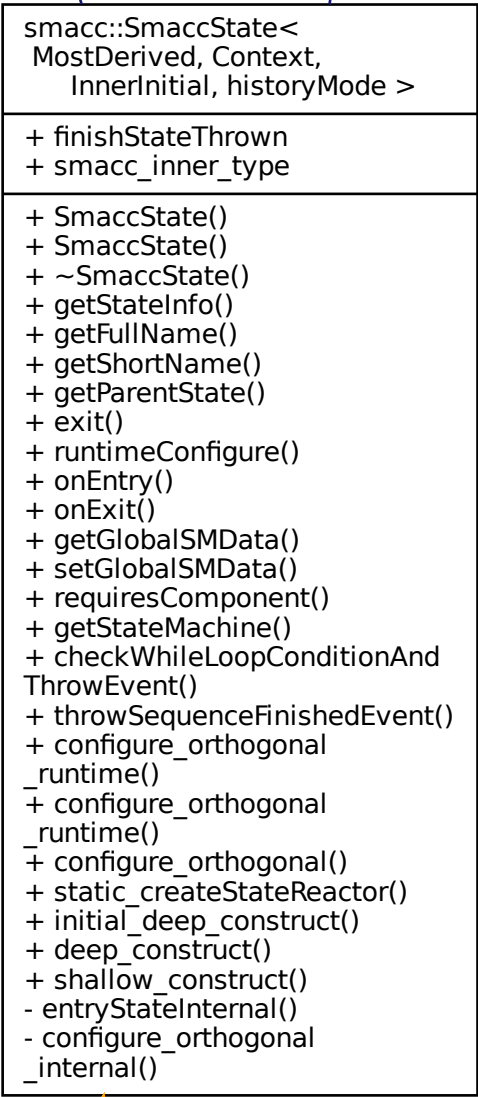 smacc::SmaccState<
MostDerived, Context,
InnerInitial, historyMode >
+ finishStateThrown
+ smacc_inner_type
+ SmaccState()
+ SmaccState()
+ ~SmaccState()
+ getStateInfo()
+ getFullName()
+ getShortName()
+ getParentState()
+ exit()
+ runtimeConfigure()
+ onEntry()
+ onExit()
+ getGlobalSMData()
+ setGlobalSMData()
+ requiresComponent()
+ getStateMachine()
+ checkWhileLoopConditionAnd
ThrowEvent()
+ throwSequenceFinishedEvent()
+ configure_orthogonal
_runtime()
+ configure_orthogonal
_runtime()
+ configure_orthogonal()
+ static_createStateReactor()
+ initial_deep_construct()
+ deep_construct()
+ shallow_construct()
- entryStateInternal()
- configure_orthogonal
_internal()